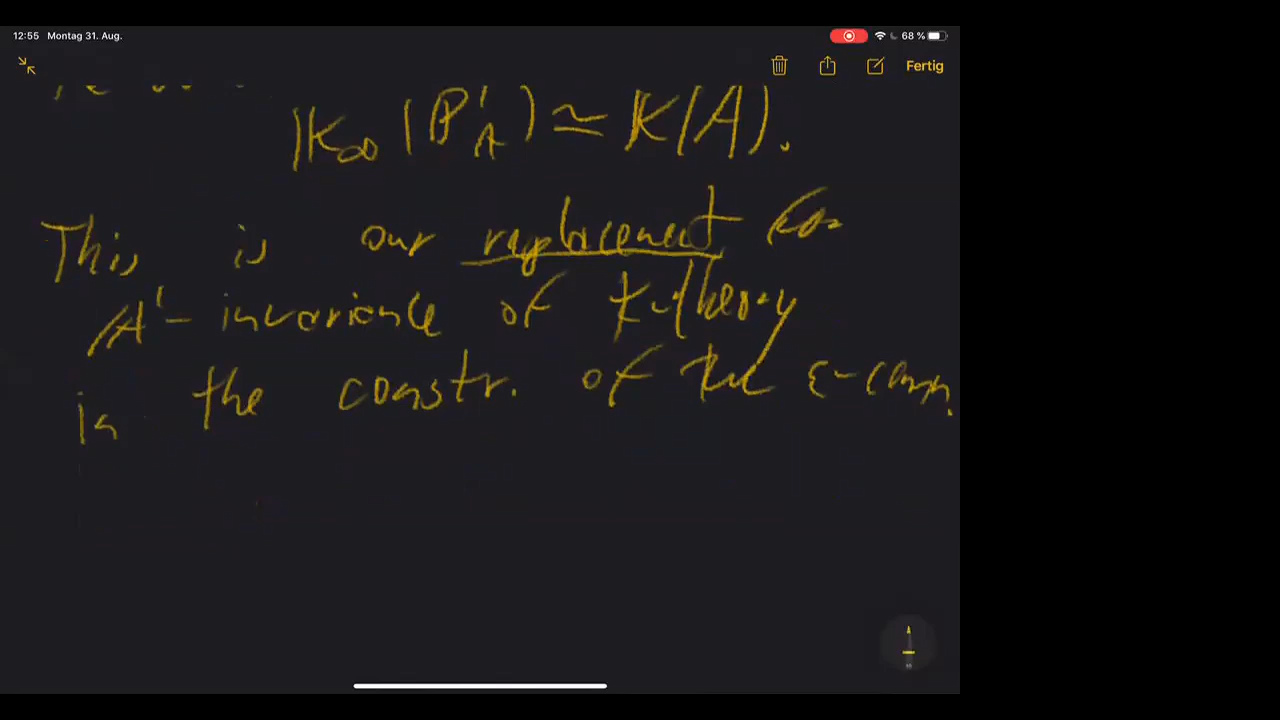 12:55 Montag 31. Aug. 68 %
Fertig
K∞(P¹_A) ≃ K(A).
This is our replacement for
A¹-invariance of K-theory
in the constr. of the ε-comp.